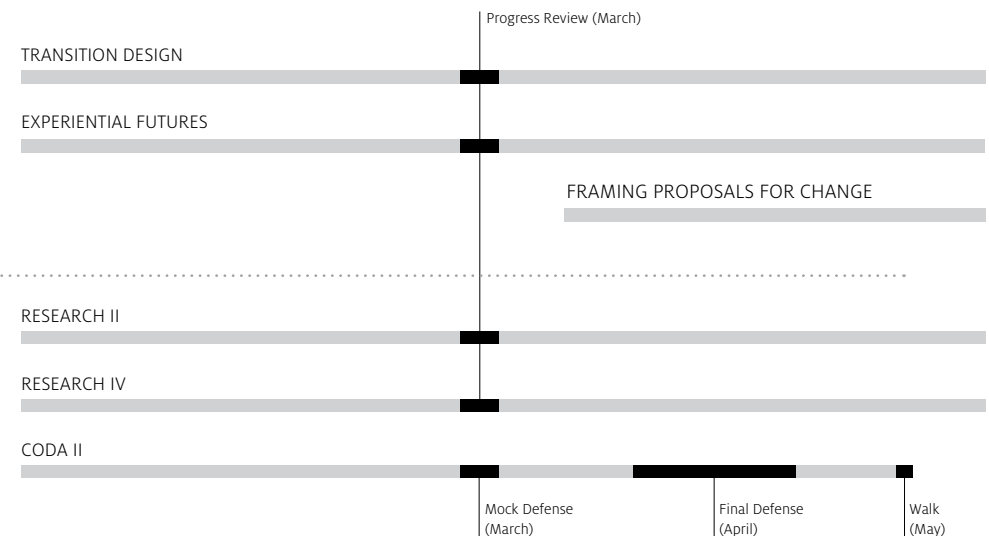 Progress Review (March)
TRANSITION DESIGN
EXPERIENTIAL FUTURES
FRAMING PROPOSALS FOR CHANGE
RESEARCH II
RESEARCH IV
CODA II
Mock Defense
(March)
Final Defense
(April)
Walk
(May)